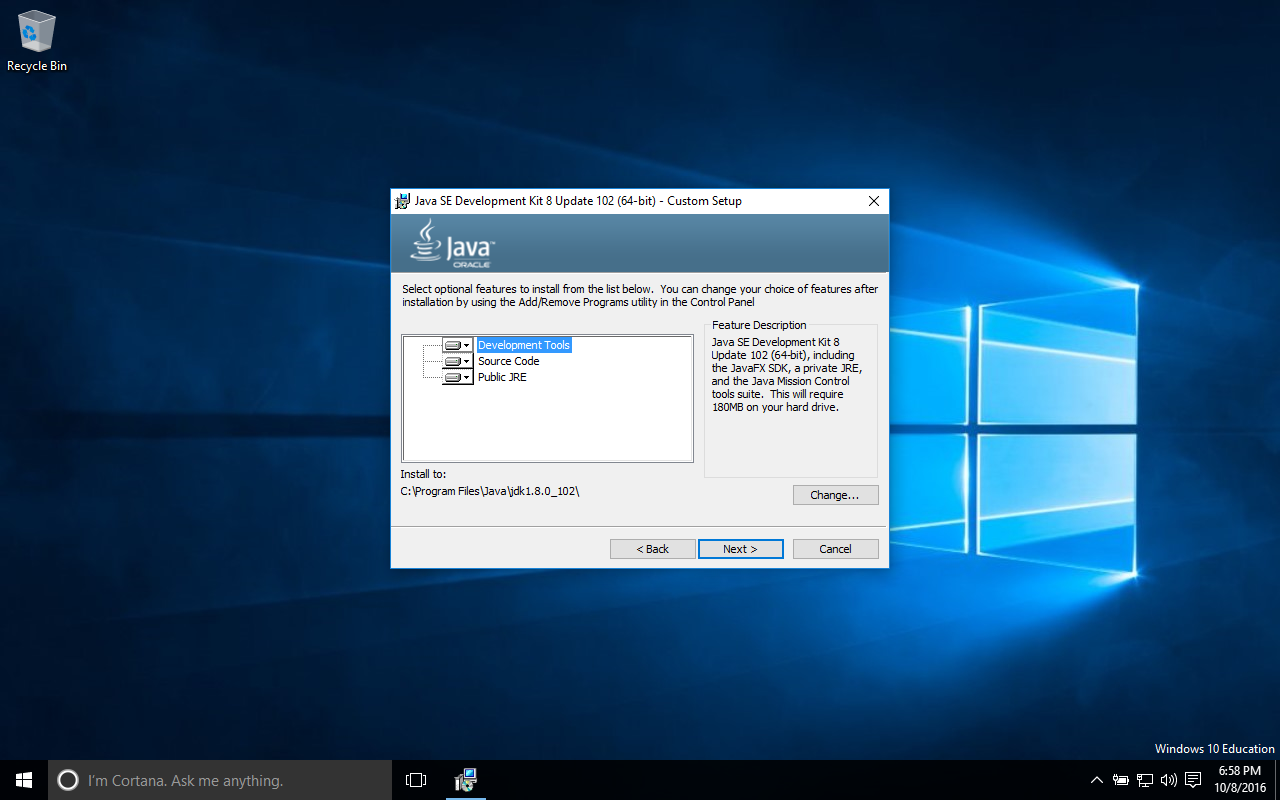 Recycle Bin
Java SE Development Kit 8 Update 102 (64-bit) - Custom Setup
Java™
ORACLE
Select optional features to install from the list below.  You can change your choice of features after
installation by using the Add/Remove Programs utility in the Control Panel
Development Tools
Source Code
Public JRE
Feature Description
Java SE Development Kit 8
Update 102 (64-bit), including
the JavaFX SDK, a private JRE,
and the Java Mission Control
tools suite.  This will require
180MB on your hard drive.
Install to:
C:\Program Files\Java\jdk1.8.0_102\
Change...
< Back
Next >
Cancel
Windows 10 Education
I'm Cortana. Ask me anything.
6:58 PM
10/8/2016